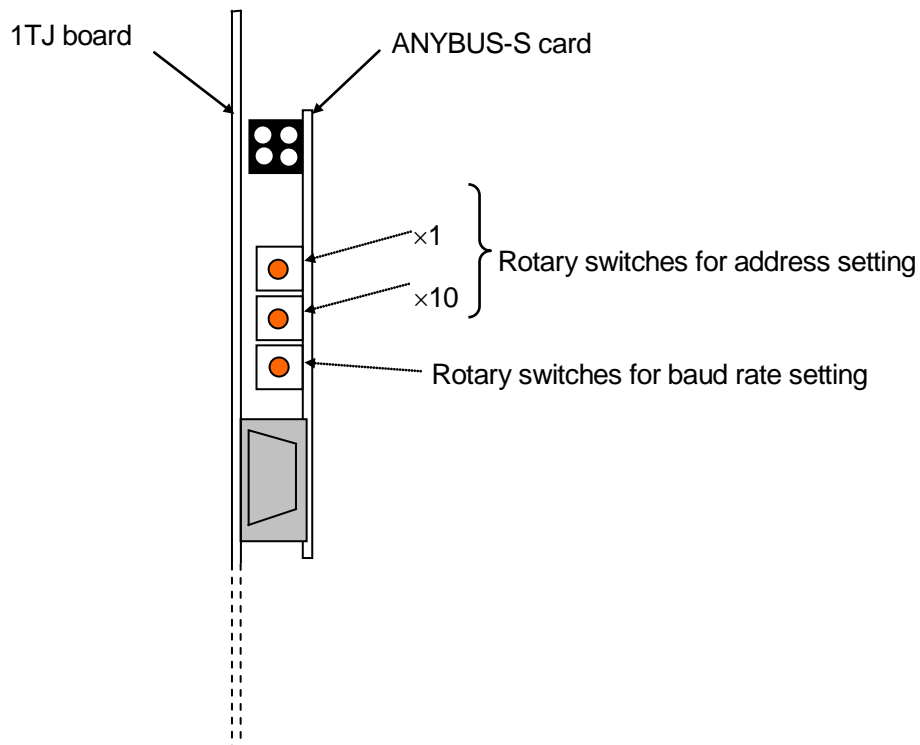 1TJ board
ANYBUS-S card
×1
Rotary switches for address setting
×10
Rotary switches for baud rate setting